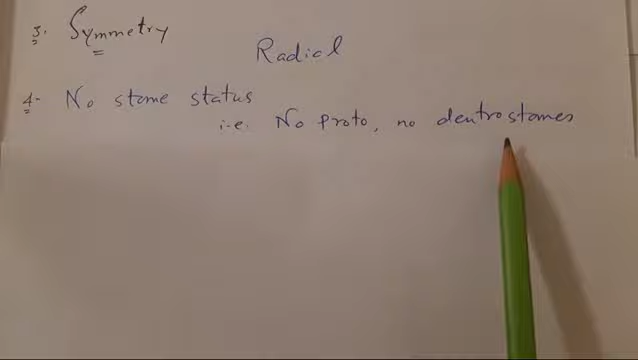 3. Symmetry
Radial
4- No stome status
i-e. No proto, no deutrostomes